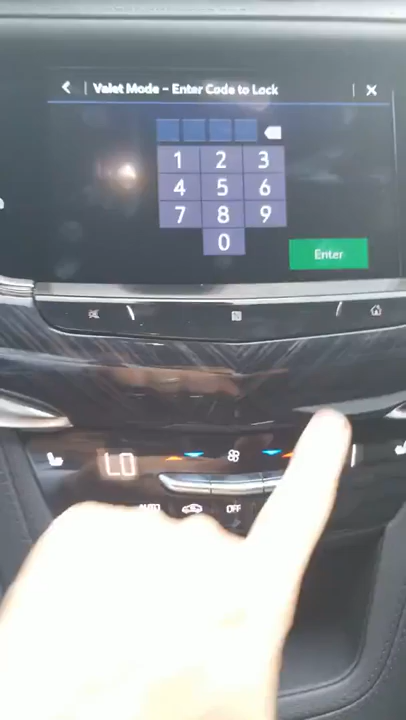 Valet Mode - Enter Code to Lock
1 2 3
4 5 6
7 8 9
0
Enter
LO
AUTO
OFF